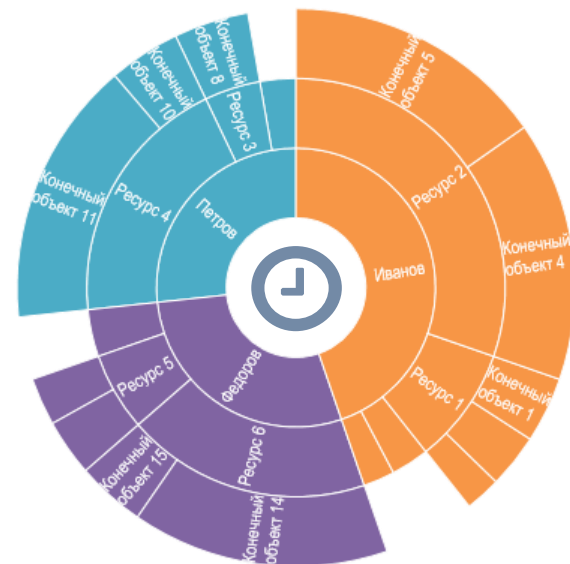 Иванов
Ресурс 2
Конечный
объект 5
Конечный
объект 4
Ресурс 1
Конечный
объект 1
Федоров
Ресурс 6
Конечный
объект 14
Конечный
объект 15
Ресурс 5
Петров
Ресурс 4
Конечный
объект 11
Конечный
объект 10
Ресурс 3
Конечный
объект 8